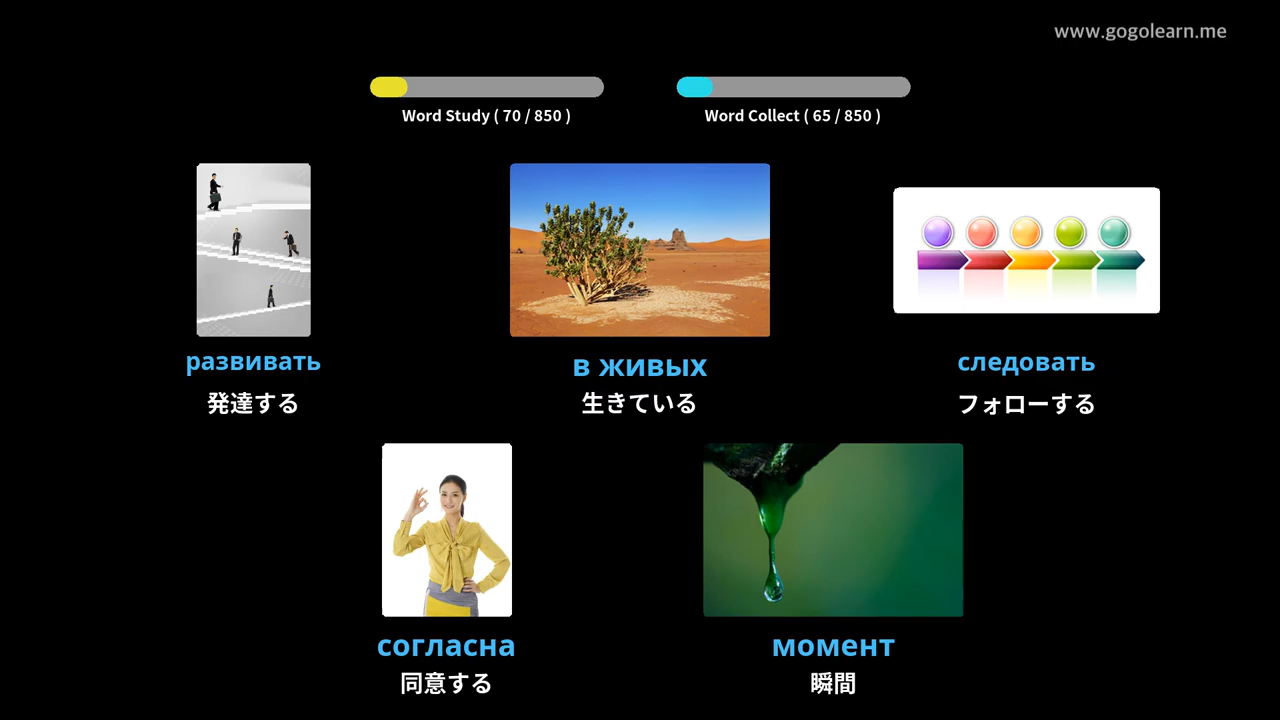 www.gogolearn.me
Word Study ( 70 / 850 )
Word Collect ( 65 / 850 )
развивать
発達する
в живых
生きている
следовать
フォローする
согласна
同意する
момент
瞬間